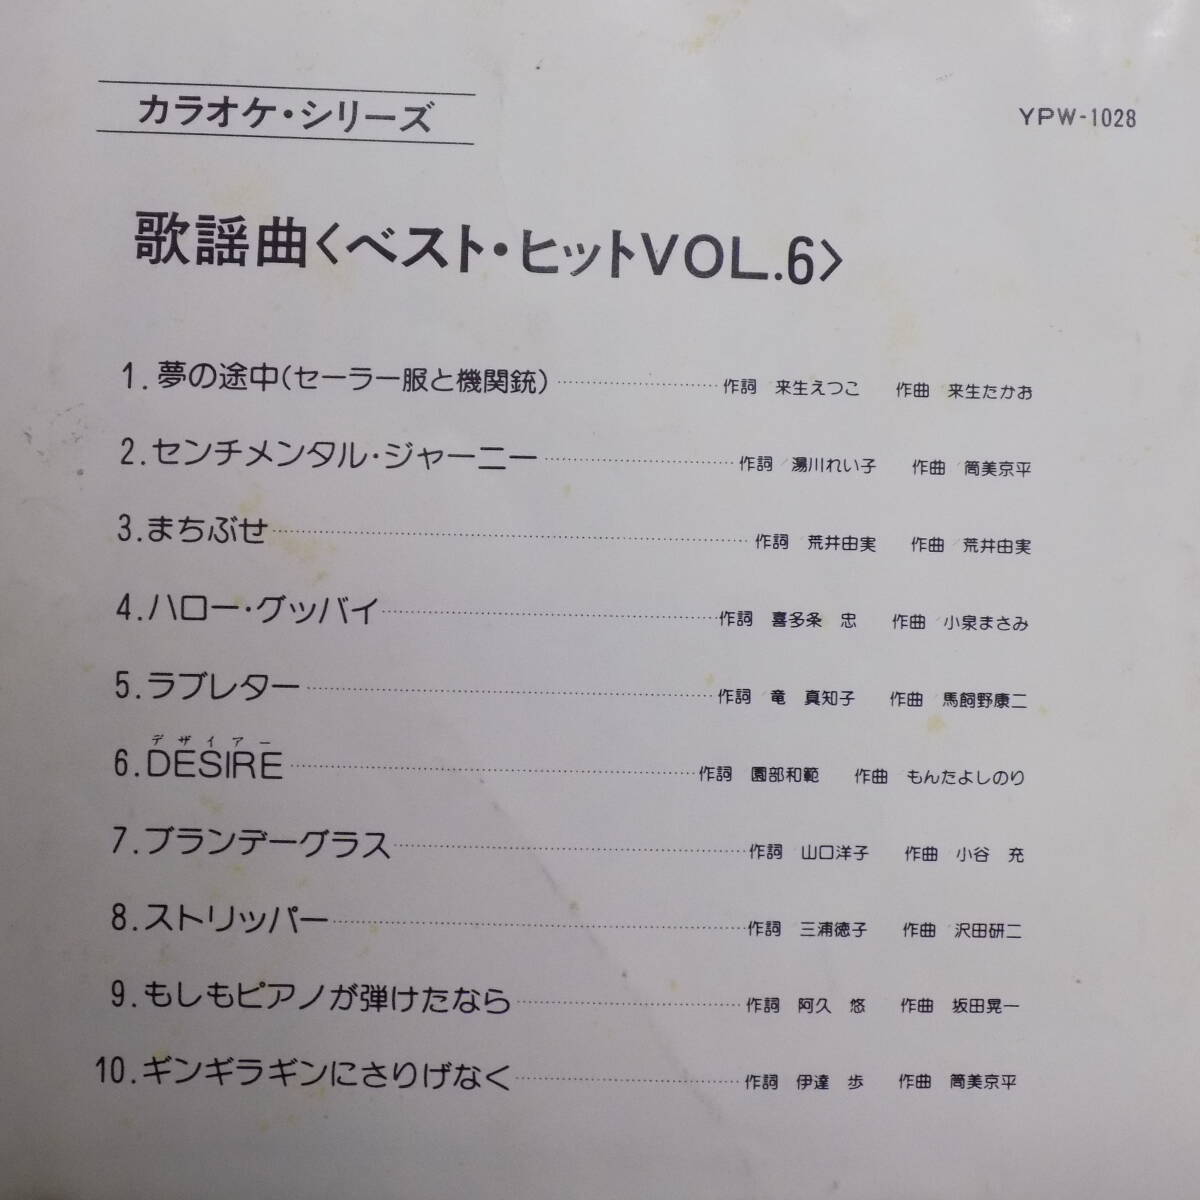 カラオケ・シリーズ
YPW-1028
歌謡曲〈ベスト・ヒットVOL.6〉
1. 夢の途中(セーラー服と機関銃) 作詞/来生えつこ 作曲/来生たかお
2. センチメンタル・ジャーニー 作詞/湯川れい子 作曲/筒美京平
3. まちぶせ 作詞/荒井由実 作曲/荒井由実
4. ハロー・グッバイ 作詞/喜多条 忠 作曲/小泉まさみ
5. ラブレター 作詞/竜 真知子 作曲/馬飼野康二
デザイアー
6. DESIRE 作詞/園部和範 作曲/もんたよしのり
7. ブランデーグラス 作詞/山口洋子 作曲/小谷 充
8. ストリッパー 作詞/三浦徳子 作曲/沢田研二
9. もしもピアノが弾けたなら 作詞/阿久 悠 作曲/坂田晃一
10. ギンギラギンにさりげなく 作詞/伊達 歩 作曲/筒美京平